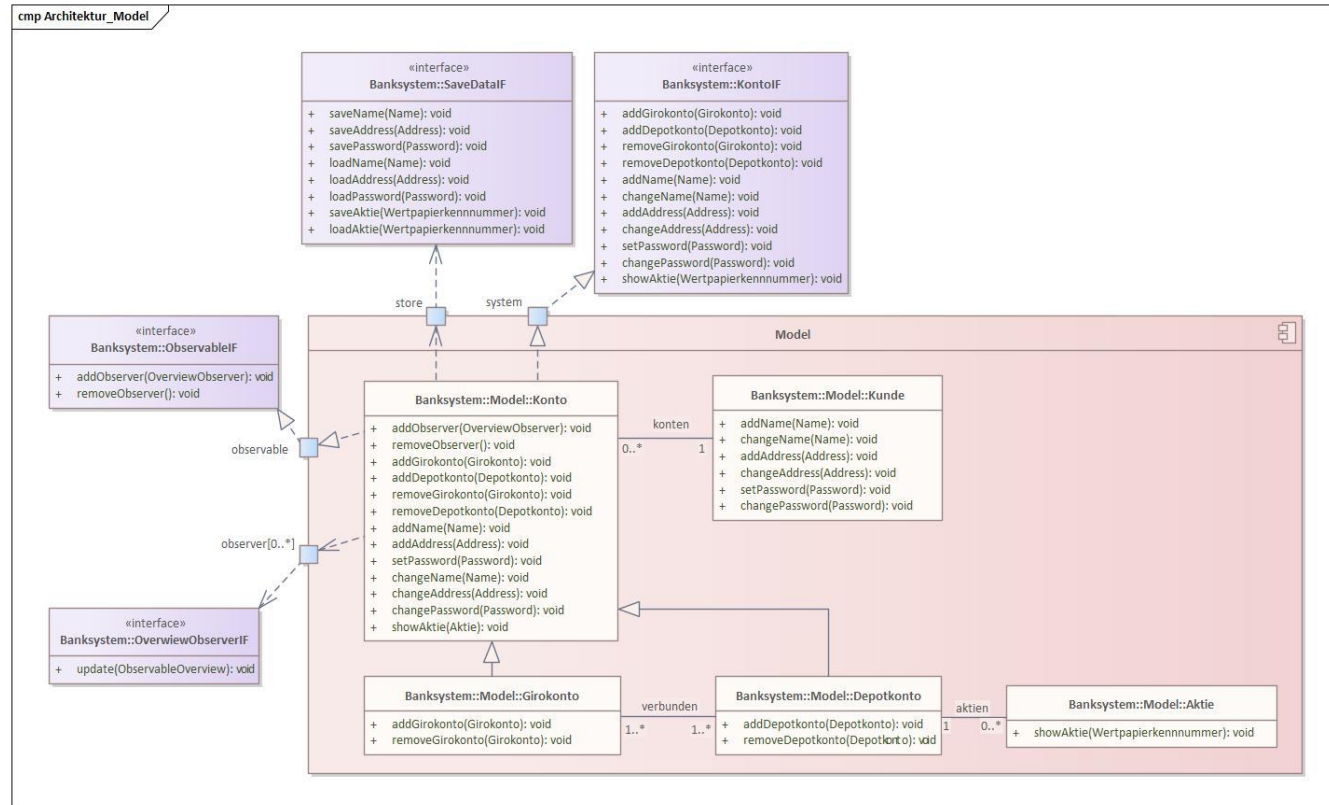 cmp Architektur_Model
«interface»
Banksystem::SaveDataIF
+ saveName(Name): void
+ saveAddress(Address): void
+ savePassword(Password): void
+ loadName(Name): void
+ loadAddress(Address): void
+ loadPassword(Password): void
+ saveAktie(Wertpapierkennnummer): void
+ loadAktie(Wertpapierkennnummer): void
«interface»
Banksystem::KontoIF
+ addGirokonto(Girokonto): void
+ addDepotkonto(Depotkonto): void
+ removeGirokonto(Girokonto): void
+ removeDepotkonto(Depotkonto): void
+ addName(Name): void
+ changeName(Name): void
+ addAddress(Address): void
+ changeAddress(Address): void
+ setPassword(Password): void
+ changePassword(Password): void
+ showAktie(Wertpapierkennnummer): void
store
system
«interface»
Banksystem::ObservableIF
+ addObserver(OverviewObserver): void
+ removeObserver(): void
observable
observer[0..*]
«interface»
Banksystem::OverwiewObserverIF
+ update(ObservableOverview): void
Model
Banksystem::Model::Konto
+ addObserver(OverviewObserver): void
+ removeObserver(): void
+ addGirokonto(Girokonto): void
+ addDepotkonto(Depotkonto): void
+ removeGirokonto(Girokonto): void
+ removeDepotkonto(Depotkonto): void
+ addName(Name): void
+ addAddress(Address): void
+ setPassword(Password): void
+ changeName(Name): void
+ changeAddress(Address): void
+ changePassword(Password): void
+ showAktie(Aktie): void
konten
0..* 1
Banksystem::Model::Kunde
+ addName(Name): void
+ changeName(Name): void
+ addAddress(Address): void
+ changeAddress(Address): void
+ setPassword(Password): void
+ changePassword(Password): void
Banksystem::Model::Girokonto
+ addGirokonto(Girokonto): void
+ removeGirokonto(Girokonto): void
verbunden
1..* 1..*
Banksystem::Model::Depotkonto
+ addDepotkonto(Depotkonto): void
+ removeDepotkonto(Depotkonto): void
aktien
1 0..*
Banksystem::Model::Aktie
+ showAktie(Wertpapierkennnummer): void